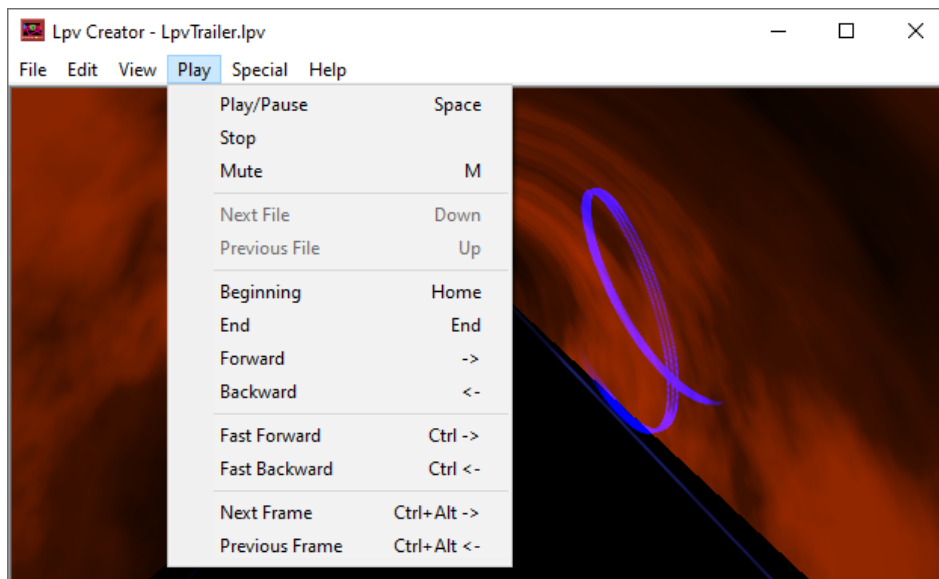 Lpv Creator - LpvTrailer.lpv
File Edit View Play Special Help
Play/Pause Space
Stop
Mute M
Next File Down
Previous File Up
Beginning Home
End End
Forward ->
Backward <-
Fast Forward Ctrl ->
Fast Backward Ctrl <-
Next Frame Ctrl+Alt ->
Previous Frame Ctrl+Alt <-